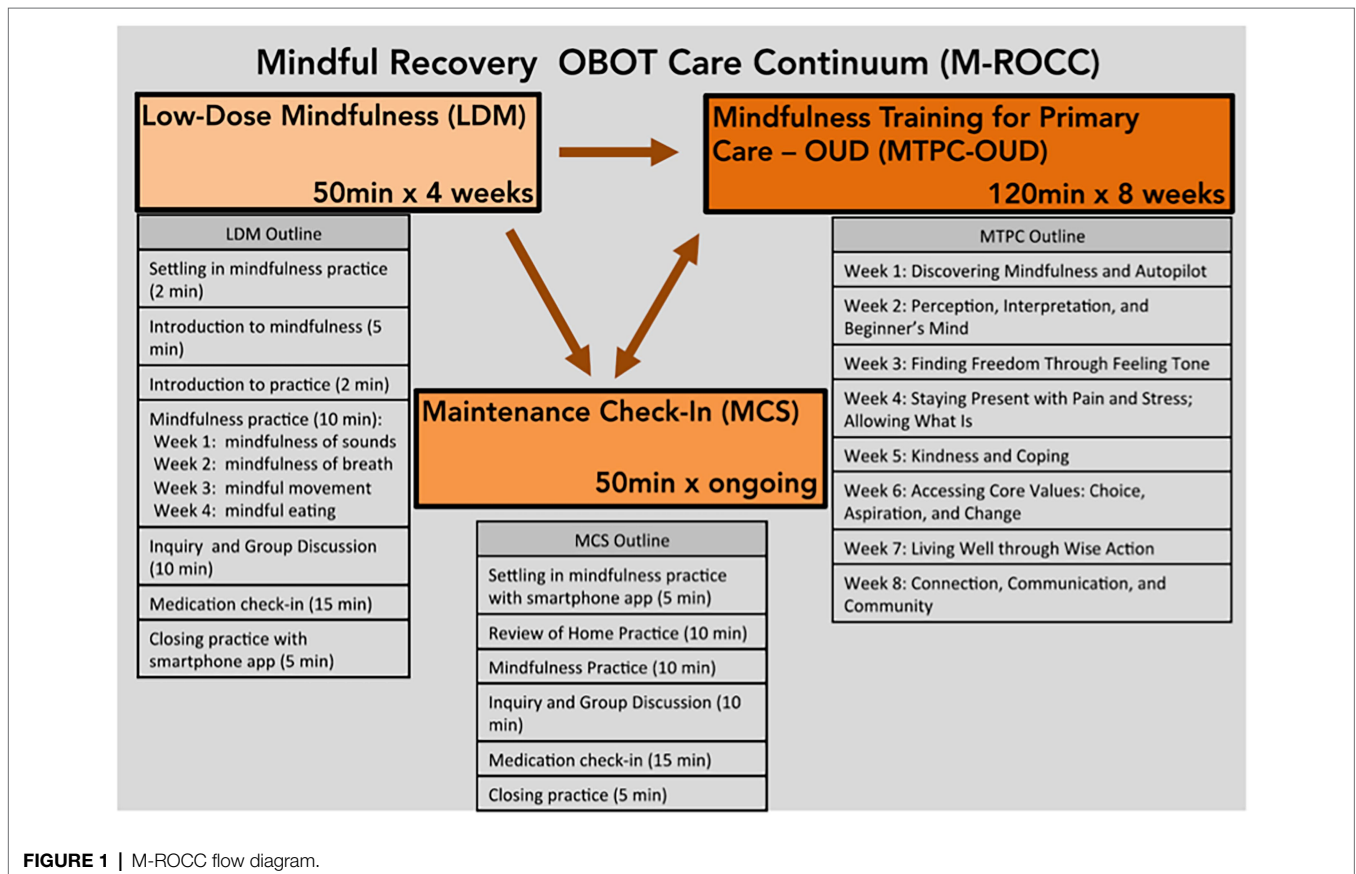 Mindful Recovery OBOT Care Continuum (M-ROCC)
Low-Dose Mindfulness (LDM)
50min x 4 weeks
Mindfulness Training for Primary
Care – OUD (MTPC-OUD)
120min x 8 weeks
LDM Outline
Settling in mindfulness practice
(2 min)
Introduction to mindfulness (5
min)
Introduction to practice (2 min)
Mindfulness practice (10 min):
Week 1: mindfulness of sounds
Week 2: mindfulness of breath
Week 3: mindful movement
Week 4: mindful eating
Inquiry and Group Discussion
(10 min)
Medication check-in (15 min)
Closing practice with
smartphone app (5 min)
Maintenance Check-In (MCS)
50min x ongoing
MCS Outline
Settling in mindfulness practice
with smartphone app (5 min)
Review of Home Practice (10 min)
Mindfulness Practice (10 min)
Inquiry and Group Discussion (10
min)
Medication check-in (15 min)
Closing practice (5 min)
MTPC Outline
Week 1: Discovering Mindfulness and Autopilot
Week 2: Perception, Interpretation, and
Beginner’s Mind
Week 3: Finding Freedom Through Feeling Tone
Week 4: Staying Present with Pain and Stress;
Allowing What Is
Week 5: Kindness and Coping
Week 6: Accessing Core Values: Choice,
Aspiration, and Change
Week 7: Living Well through Wise Action
Week 8: Connection, Communication, and
Community
FIGURE 1 | M-ROCC flow diagram.